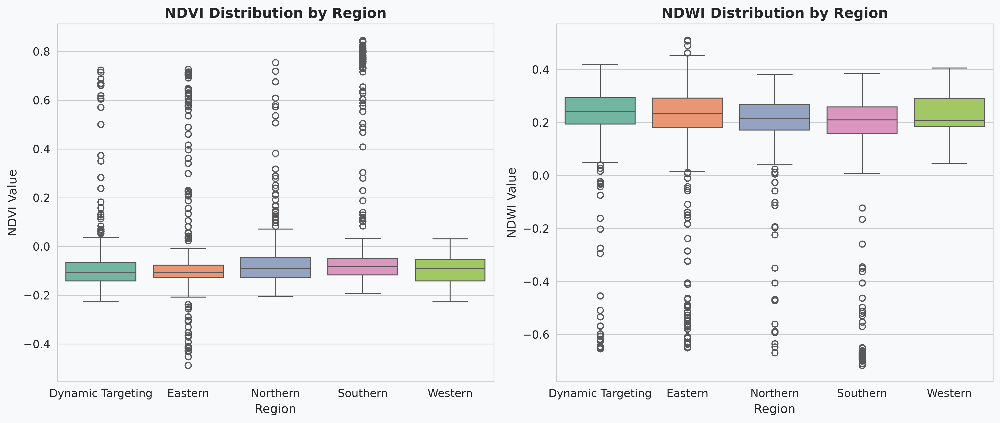 NDVI Distribution by Region
NDVI Value
0.8
0.6
0.4
0.2
0.0
−0.2
−0.4
Dynamic Targeting Eastern Northern Southern Western
Region
NDWI Distribution by Region
NDWI Value
0.4
0.2
0.0
−0.2
−0.4
−0.6
Dynamic Targeting Eastern Northern Southern Western
Region